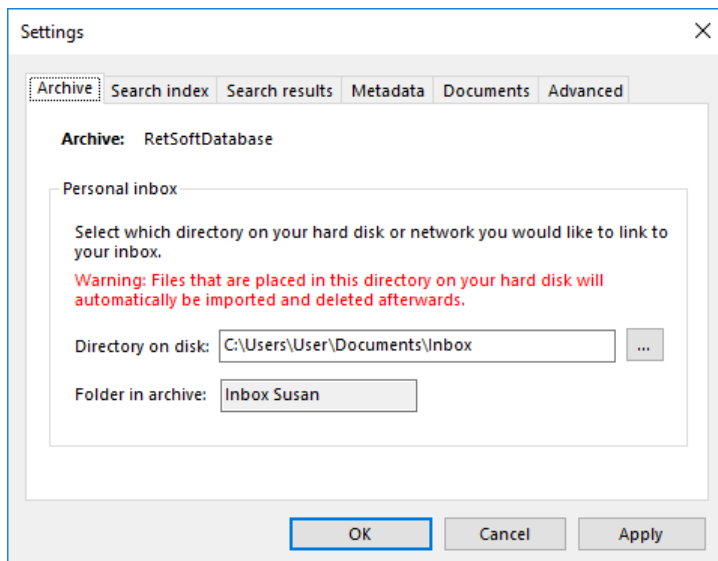 Settings
Archive Search index Search results Metadata Documents Advanced
Archive: RetSoftDatabase
Personal inbox
Select which directory on your hard disk or network you would like to link to
your inbox.
Warning: Files that are placed in this directory on your hard disk will
automatically be imported and deleted afterwards.
Directory on disk: C:\Users\User\Documents\Inbox ...
Folder in archive: Inbox Susan
OK Cancel Apply